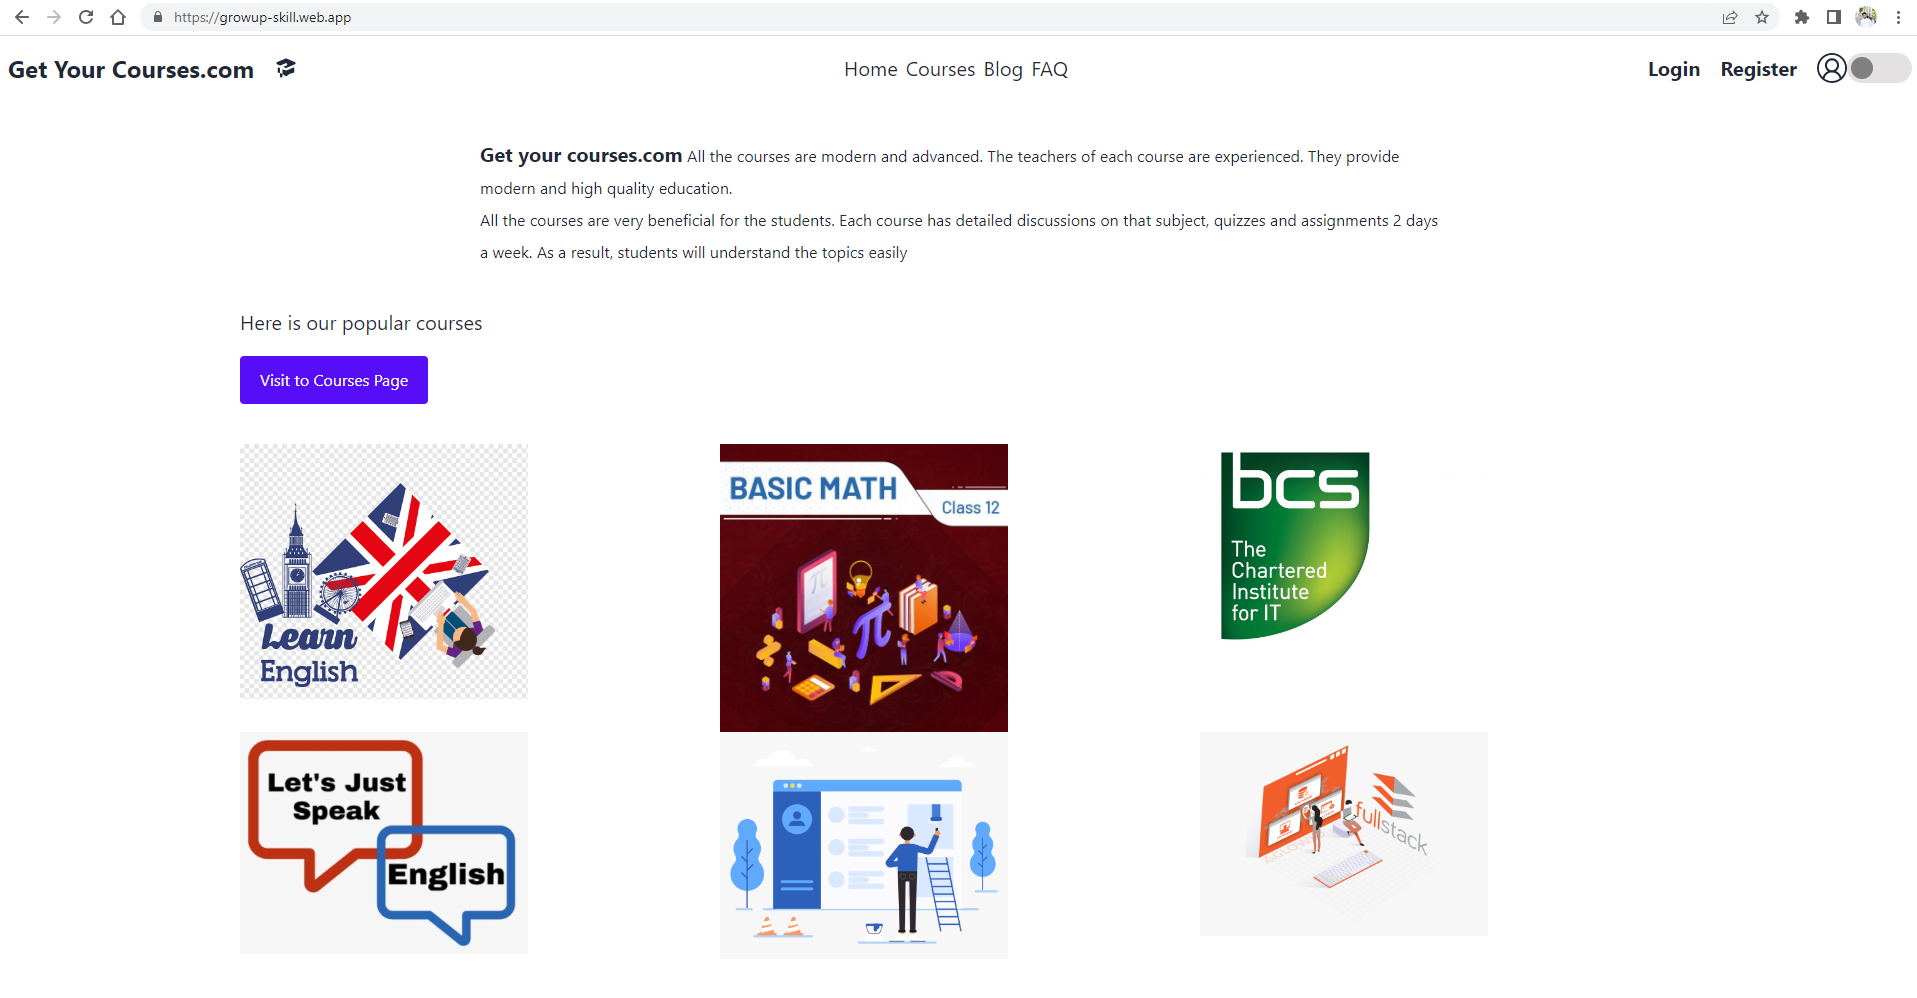 https://growup-skill.web.app
Get Your Courses.com
Home Courses Blog FAQ
Login Register
Get your courses.com All the courses are modern and advanced. The teachers of each course are experienced. They provide
modern and high quality education.
All the courses are very beneficial for the students. Each course has detailed discussions on that subject, quizzes and assignments 2 days
a week. As a result, students will understand the topics easily
Here is our popular courses
Visit to Courses Page
Learn
English
BASIC MATH
Class 12
π
π
bcs
The
Chartered
Institute
for IT
Let's Just
Speak
English
fullstack